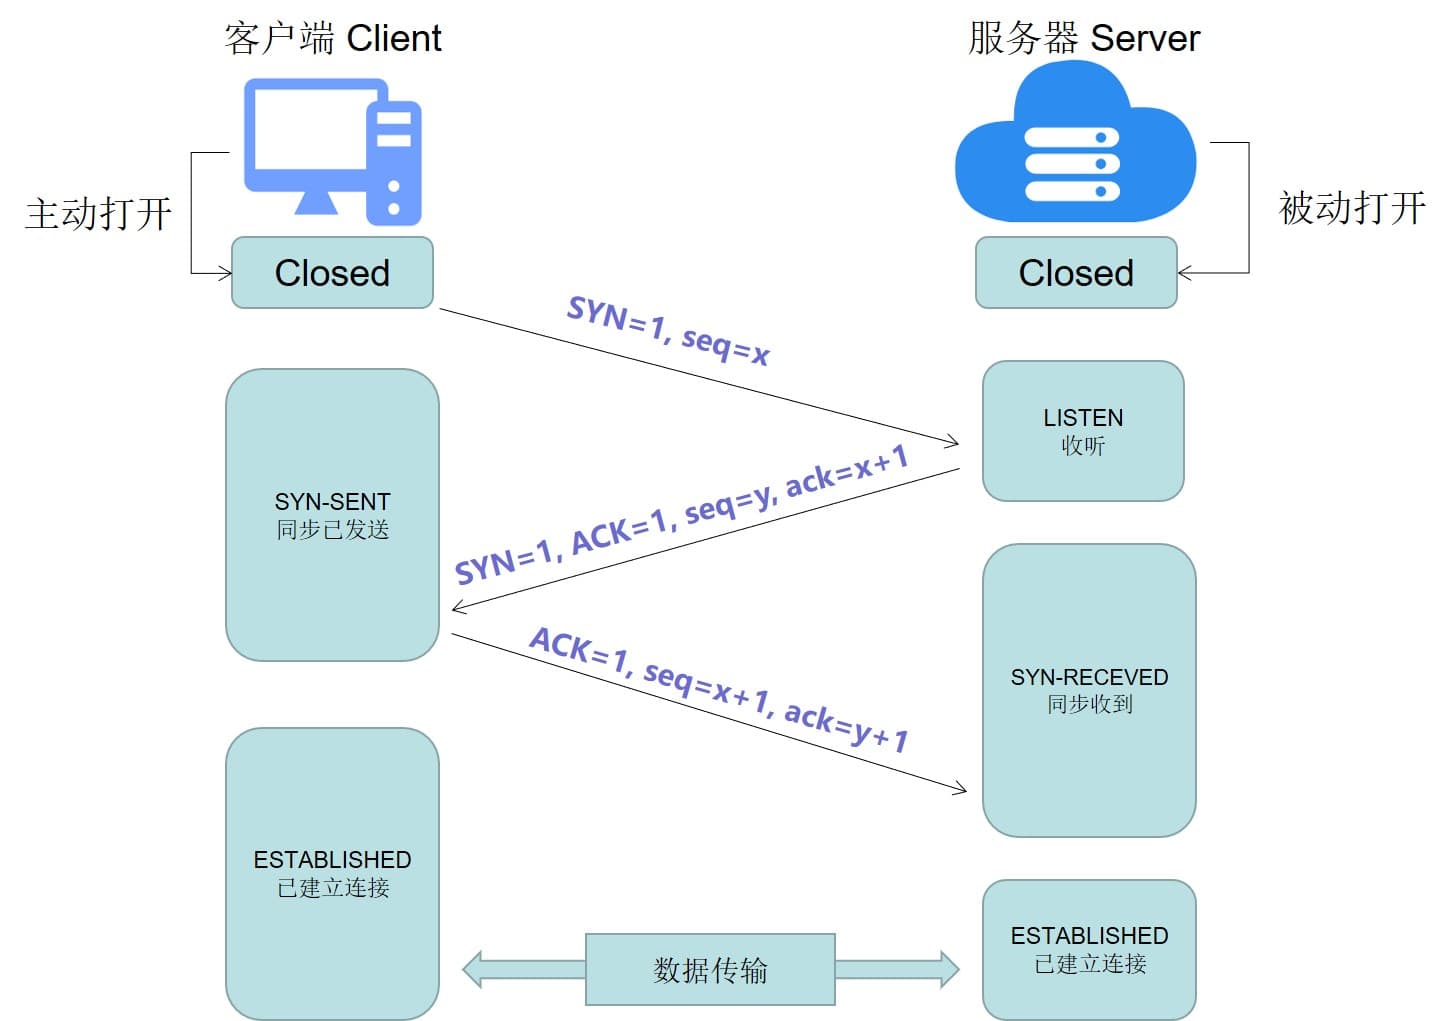 客户端 Client
服务器 Server
主动打开
被动打开
Closed
Closed
SYN=1, seq=x
LISTEN
收听
SYN=1, ACK=1, seq=y, ack=x+1
SYN-SENT
同步已发送
ACK=1, seq=x+1, ack=y+1
SYN-RECEVED
同步收到
ESTABLISHED
已建立连接
ESTABLISHED
已建立连接
数据传输